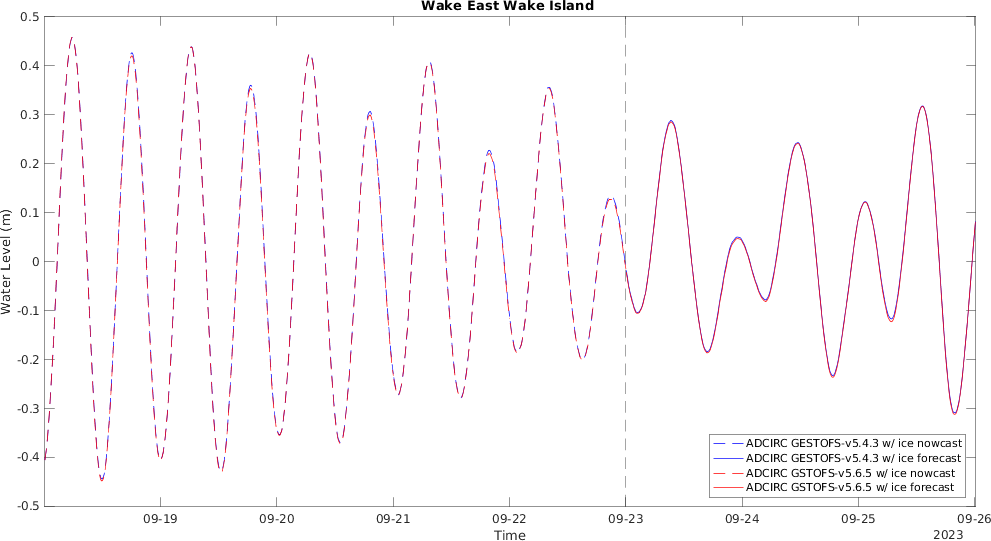 Wake East Wake Island
0.5
0.4
0.3
0.2
0.1
0
-0.1
-0.2
-0.3
-0.4
-0.5
Water Level (m)
09-19
09-20
09-21
09-22
09-23
09-24
09-25
09-26
Time
2023
ADCIRC GESTOFS-v5.4.3 w/ ice nowcast
ADCIRC GESTOFS-v5.4.3 w/ ice forecast
ADCIRC GSTOFS-v5.6.5 w/ ice nowcast
ADCIRC GSTOFS-v5.6.5 w/ ice forecast